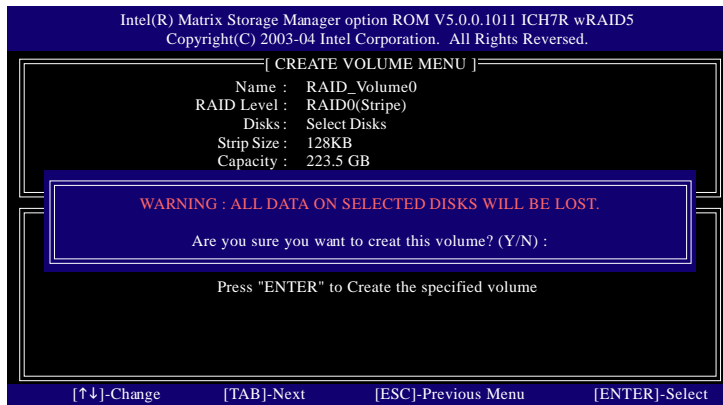 Intel(R) Matrix Storage Manager option ROM V5.0.0.1011 ICH7R wRAID5
Copyright(C) 2003-04 Intel Corporation. All Rights Reversed.
[ CREATE VOLUME MENU ]
Name : RAID_Volume0
RAID Level : RAID0(Stripe)
Disks : Select Disks
Strip Size : 128KB
Capacity : 223.5 GB
WARNING : ALL DATA ON SELECTED DISKS WILL BE LOST.
Are you sure you want to creat this volume? (Y/N) :
Press "ENTER" to Create the specified volume
[↑↓]-Change [TAB]-Next [ESC]-Previous Menu [ENTER]-Select